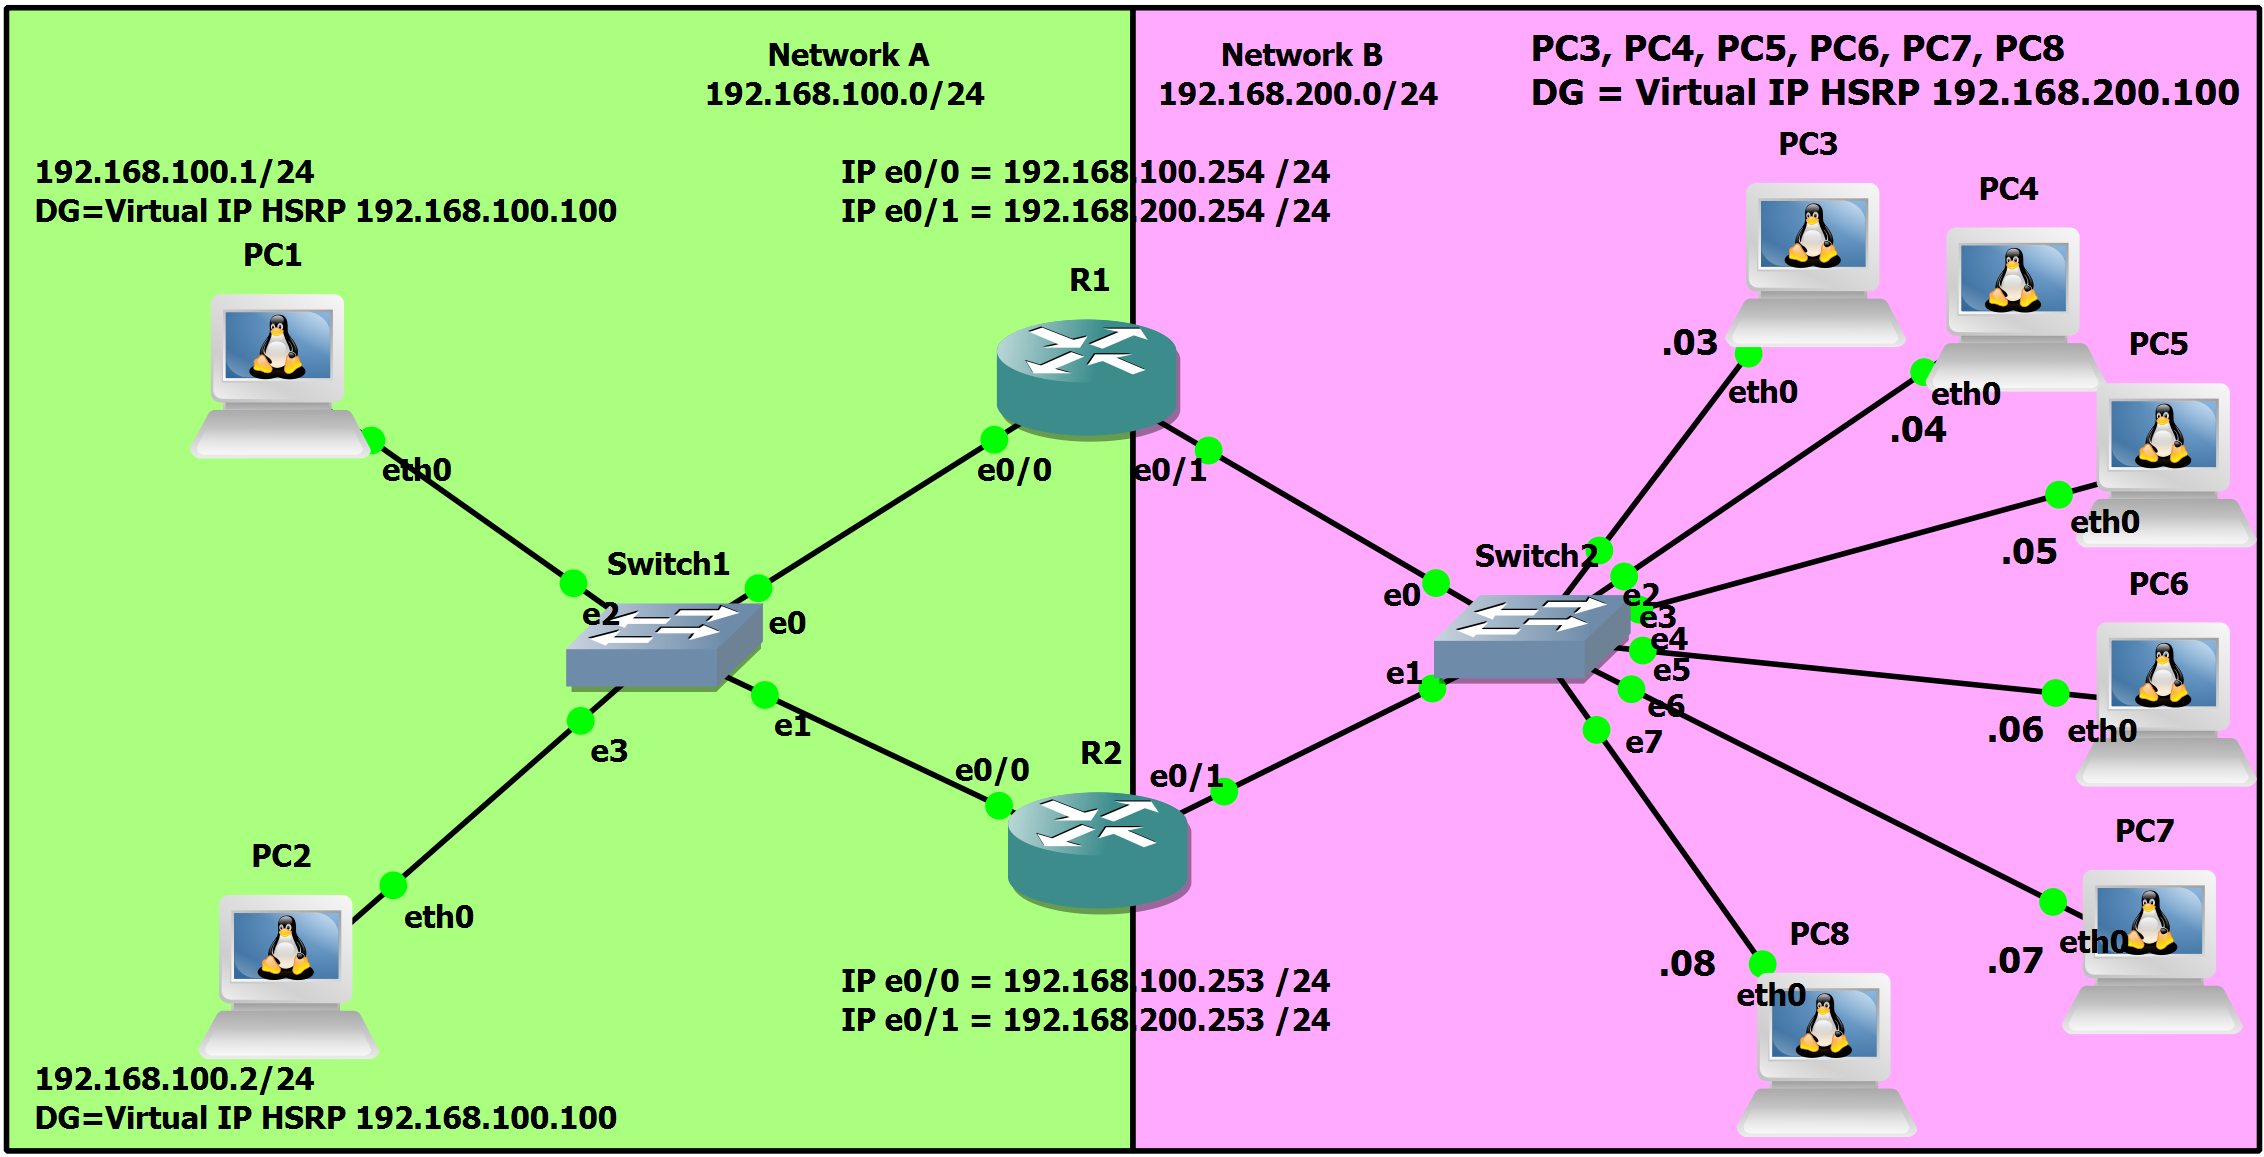 Network A
192.168.100.0/24
Network B
192.168.200.0/24
PC3, PC4, PC5, PC6, PC7, PC8
DG = Virtual IP HSRP 192.168.200.100
192.168.100.1/24
DG=Virtual IP HSRP 192.168.100.100
PC1
IP e0/0 = 192.168.100.254 /24
IP e0/1 = 192.168.200.254 /24
R1
PC3
PC4
PC5
.03
eth0
eth0
.04
eth0
e0/0
e0/1
eth0
.05
Switch1
Switch2
e2
e0
e0
e2
e3
e4
e5
e6
e7
e1
PC6
.06
eth0
e1
e3
R2
e0/0
e0/1
PC2
eth0
PC7
eth0
.07
PC8
.08
eth0
IP e0/0 = 192.168.100.253 /24
IP e0/1 = 192.168.200.253 /24
192.168.100.2/24
DG=Virtual IP HSRP 192.168.100.100